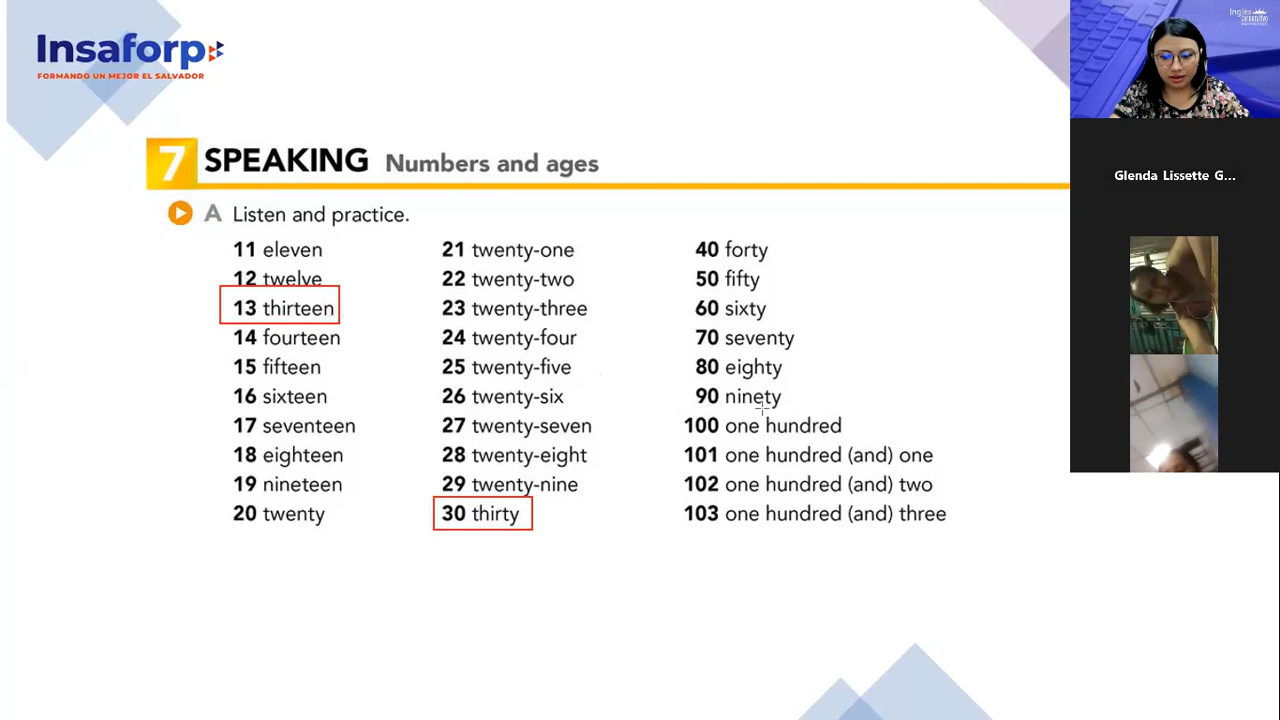 Insaforp
FORMANDO UN MEJOR EL SALVADOR
7 SPEAKING Numbers and ages
A Listen and practice.
11 eleven
12 twelve
13 thirteen
14 fourteen
15 fifteen
16 sixteen
17 seventeen
18 eighteen
19 nineteen
20 twenty
21 twenty-one
22 twenty-two
23 twenty-three
24 twenty-four
25 twenty-five
26 twenty-six
27 twenty-seven
28 twenty-eight
29 twenty-nine
30 thirty
40 forty
50 fifty
60 sixty
70 seventy
80 eighty
90 ninety
100 one hundred
101 one hundred (and) one
102 one hundred (and) two
103 one hundred (and) three
Inglés
Glenda Lissette G...